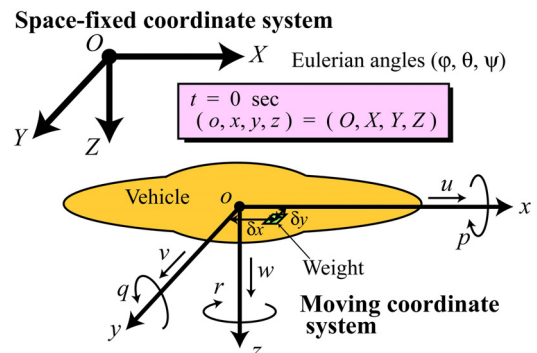 Space-fixed coordinate system
O
X
Eulerian angles (φ, θ, ψ)
Y
Z
t = 0 sec
( o, x, y, z ) = ( O, X, Y, Z )
Vehicle
o
u
x
δy
δx
p
v
Weight
w
q
r
Moving coordinate
system
y
z